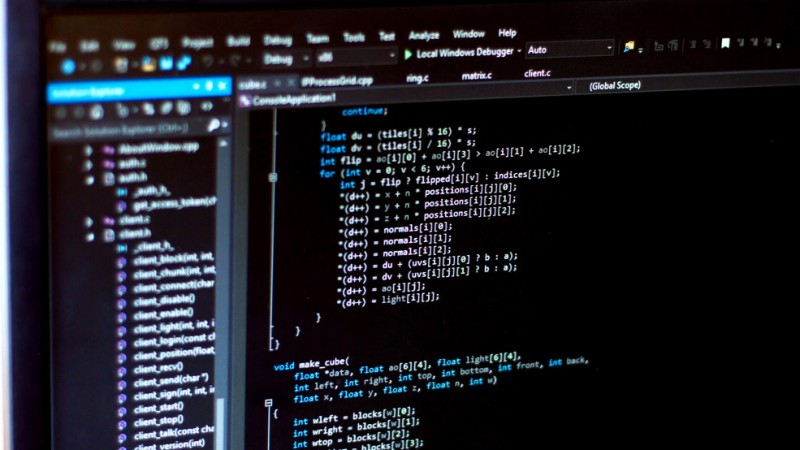 File Edit View QT5 Project Build Debug Team Tools Test Analyze Window Help
Debug x86 Local Windows Debugger Auto
Solution Explorer
cube.c IPProcessGrid.cpp ring.c matrix.c client.c
ConsoleApplication1 (Global Scope)
Search Solution Explorer (Ctrl+)
AboutWindow.cpp
auth.c
auth.h
_auth_h_
get_access_token(ch
client.c
client.h
_client_h_
client_block(int, int,
client_chunk(int, int,
client_connect(char
client_disable()
client_enable()
client_light(int, int, i
client_login(const ch
client_position(float,
client_recv()
client_send(char *)
client_sign(int, int, i
client_start()
client_stop()
client_talk(const cha
client_version(int)
continue;
}
float du = (tiles[i] % 16) * s;
float dv = (tiles[i] / 16) * s;
int flip = ao[i][0] + ao[i][3] > ao[i][1] + ao[i][2];
for (int v = 0; v < 6; v++) {
int j = flip ? flipped[i][v] : indices[i][v];
*(d++) = x + n * positions[i][j][0];
*(d++) = y + n * positions[i][j][1];
*(d++) = z + n * positions[i][j][2];
*(d++) = normals[i][0];
*(d++) = normals[i][1];
*(d++) = normals[i][2];
*(d++) = du + (uvs[i][j][0] ? b : a);
*(d++) = dv + (uvs[i][j][1] ? b : a);
*(d++) = ao[i][j];
*(d++) = light[i][j];
}
}
}
void make_cube(
float *data, float ao[6][4], float light[6][4],
int left, int right, int top, int bottom, int front, int back,
float x, float y, float z, float n, int w)
{
int wleft = blocks[w][0];
int wright = blocks[w][1];
int wtop = blocks[w][2];
= blocks[w][3];